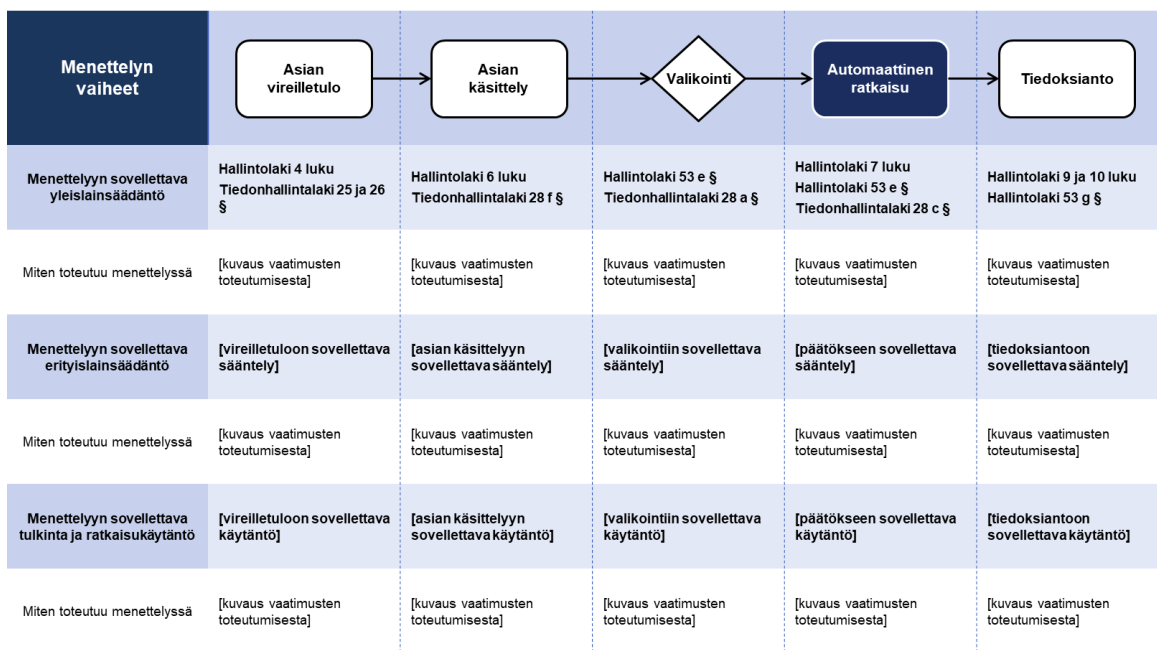 Menettelyn
vaiheet
Asian
vireilletulo
Asian
käsittely
Valikointi
Automaattinen
ratkaisu
Tiedoksianto
Menettelyyn sovellettava
yleislainsäädäntö
Hallintolaki 4 luku
Tiedonhallintalaki 25 ja 26
§
Hallintolaki 6 luku
Tiedonhallintalaki 28 f §
Hallintolaki 53 e §
Tiedonhallintalaki 28 a §
Hallintolaki 7 luku
Hallintolaki 53 e §
Tiedonhallintalaki 28 c §
Hallintolaki 9 ja 10 luku
Hallintolaki 53 g §
Miten toteutuu menettelyssä
[kuvaus vaatimusten
toteutumisesta]
[kuvaus vaatimusten
toteutumisesta]
[kuvaus vaatimusten
toteutumisesta]
[kuvaus vaatimusten
toteutumisesta]
[kuvaus vaatimusten
toteutumisesta]
Menettelyyn sovellettava
erityislainsäädäntö
[vireilletuloon sovellettava
sääntely]
[asian käsittelyyn
sovellettava sääntely]
[valikointiin sovellettava
sääntely]
[päätökseen sovellettava
sääntely]
[tiedoksiantoon
sovellettava sääntely]
Miten toteutuu menettelyssä
[kuvaus vaatimusten
toteutumisesta]
[kuvaus vaatimusten
toteutumisesta]
[kuvaus vaatimusten
toteutumisesta]
[kuvaus vaatimusten
toteutumisesta]
[kuvaus vaatimusten
toteutumisesta]
Menettelyyn sovellettava
tulkinta ja ratkaisukäytäntö
[vireilletuloon sovellettava
käytäntö]
[asian käsittelyyn
sovellettava käytäntö]
[valikointiin sovellettava
käytäntö]
[päätökseen sovellettava
käytäntö]
[tiedoksiantoon
sovellettava käytäntö]
Miten toteutuu menettelyssä
[kuvaus vaatimusten
toteutumisesta]
[kuvaus vaatimusten
toteutumisesta]
[kuvaus vaatimusten
toteutumisesta]
[kuvaus vaatimusten
toteutumisesta]
[kuvaus vaatimusten
toteutumisesta]